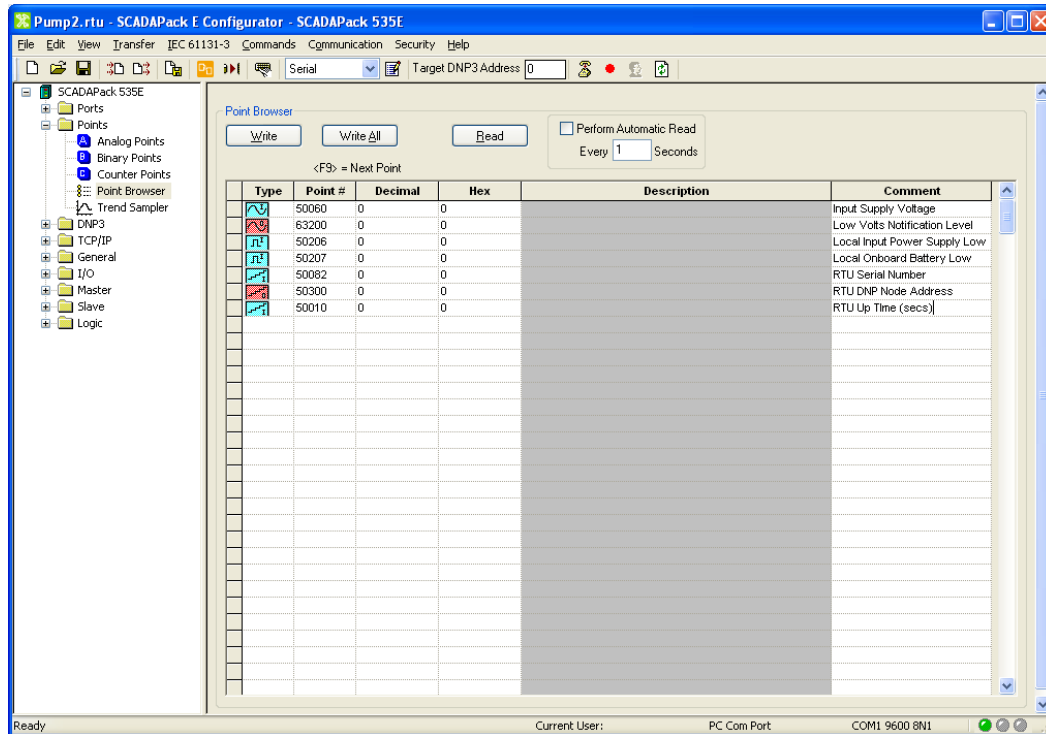 Pump2.rtu - SCADAPack E Configurator - SCADAPack 535E
File Edit View Transfer IEC 61131-3 Commands Communication Security Help
Serial Target DNP3 Address 0
SCADAPack 535E
Ports
Points
Analog Points
Binary Points
Counter Points
Point Browser
Trend Sampler
DNP3
TCP/IP
General
I/O
Master
Slave
Logic
Point Browser
Write Write All Read
Perform Automatic Read
Every 1 Seconds
<F9> = Next Point
Type Point # Decimal Hex Description Comment
50060 0 0 Input Supply Voltage
63200 0 0 Low Volts Notification Level
50206 0 0 Local Input Power Supply Low
50207 0 0 Local Onboard Battery Low
50082 0 0 RTU Serial Number
50300 0 0 RTU DNP Node Address
50010 0 0 RTU Up TIme (secs)
Ready Current User: PC Com Port COM1 9600 8N1